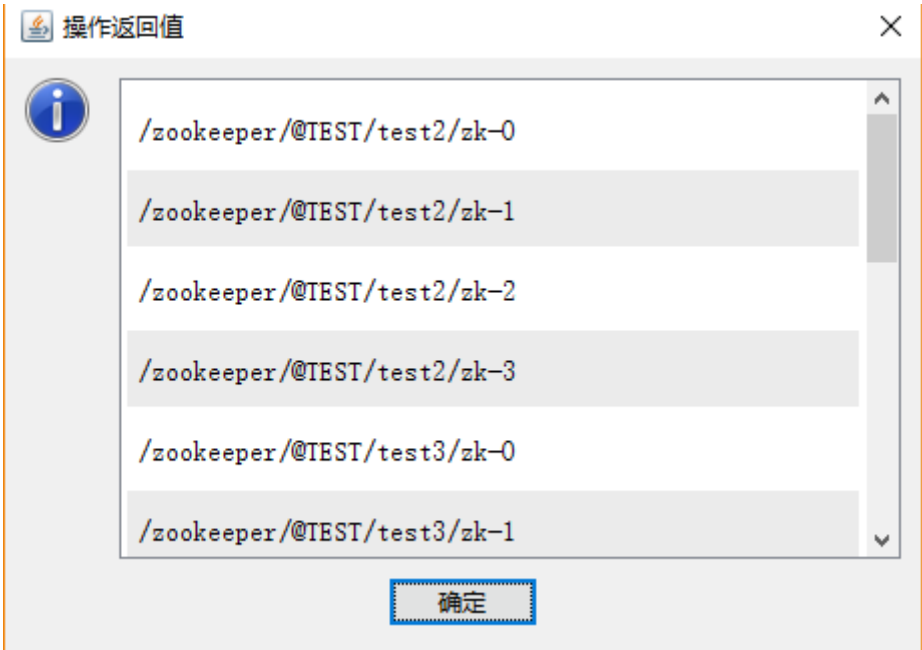 操作返回值
/zookeeper/@TEST/test2/zk-0
/zookeeper/@TEST/test2/zk-1
/zookeeper/@TEST/test2/zk-2
/zookeeper/@TEST/test2/zk-3
/zookeeper/@TEST/test3/zk-0
/zookeeper/@TEST/test3/zk-1
确定